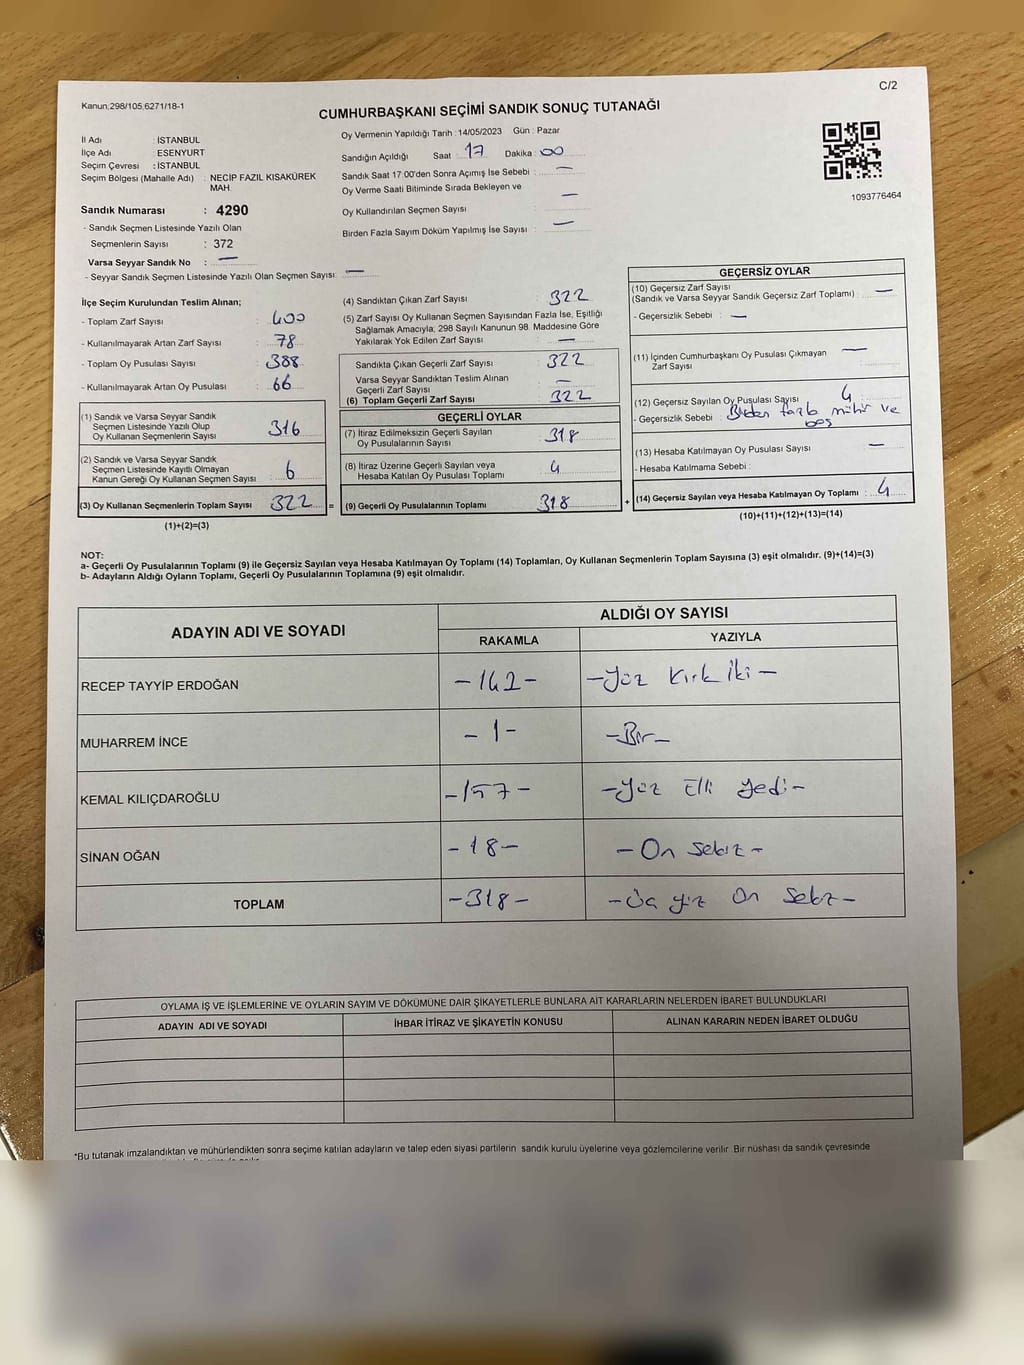 C/2
Kanun:298/105.6271/18-1
CUMHURBAŞKANI SEÇİMİ SANDIK SONUÇ TUTANAĞI
İl Adı : İSTANBUL
İlçe Adı : ESENYURT
Seçim Çevresi : İSTANBUL
Seçim Bölgesi (Mahalle Adı) : NECİP FAZIL KISAKÜREK
MAH.
Sandık Numarası : 4290
- Sandık Seçmen Listesinde Yazılı Olan
Seçmenlerin Sayısı : 372
Varsa Seyyar Sandık No : —
- Seyyar Sandık Seçmen Listesinde Yazılı Olan Seçmen Sayısı: —
Oy Vermenin Yapıldığı Tarih : 14/05/2023 Gün : Pazar
Sandığın Açıldığı Saat : 17 Dakika : 00
Sandık Saat 17:00'den Sonra Açımış İse Sebebi : —
Oy Verme Saati Bitiminde Sırada Bekleyen ve —
Oy Kullandırılan Seçmen Sayısı :
Birden Fazla Sayım Döküm Yapılmış İse Sayısı : —
1093776464
İlçe Seçim Kurulundan Teslim Alınan;
- Toplam Zarf Sayısı : 400
- Kullanılmayarak Artan Zarf Sayısı : 78
- Toplam Oy Pusulası Sayısı : 388
- Kullanılmayarak Artan Oy Pusulası : 66
(1) Sandık ve Varsa Seyyar Sandık
Seçmen Listesinde Yazılı Olup
Oy Kullanan Seçmenlerin Sayısı : 316
(2) Sandık ve Varsa Seyyar Sandık
Seçmen Listesinde Kayıtlı Olmayan
Kanun Gereği Oy Kullanan Seçmen Sayısı : 6
(3) Oy Kullanan Seçmenlerin Toplam Sayısı : 322 =
(1)+(2)=(3)
(4) Sandıktan Çıkan Zarf Sayısı : 322
(5) Zarf Sayısı Oy Kullanan Seçmen Sayısından Fazla İse, Eşitliği
Sağlamak Amacıyla; 298 Sayılı Kanunun 98. Maddesine Göre
Yakılarak Yok Edilen Zarf Sayısı : —
Sandıkta Çıkan Geçerli Zarf Sayısı : 322
Varsa Seyyar Sandıktan Teslim Alınan
Geçerli Zarf Sayısı : —
(6) Toplam Geçerli Zarf Sayısı : 322
GEÇERLİ OYLAR
(7) İtiraz Edilmeksizin Geçerli Sayılan
Oy Pusulalarının Sayısı : 318
(8) İtiraz Üzerine Geçerli Sayılan veya
Hesaba Katılan Oy Pusulası Toplamı : 4
(9) Geçerli Oy Pusulalarının Toplamı : 318 +
GEÇERSİZ OYLAR
(10) Geçersiz Zarf Sayısı
(Sandık ve Varsa Seyyar Sandık Geçersiz Zarf Toplamı) : —
- Geçersizlik Sebebi : —
(11) İçinden Cumhurbaşkanı Oy Pusulası Çıkmayan —
Zarf Sayısı
(12) Geçersiz Sayılan Oy Pusulası Sayısı : 4
- Geçersizlik Sebebi : Birden fazla mühür ve
boş
(13) Hesaba Katılmayan Oy Pusulası Sayısı : —
- Hesaba Katılmama Sebebi :
(14) Geçersiz Sayılan veya Hesaba Katılmayan Oy Toplamı : 4
(10)+(11)+(12)+(13)=(14)
NOT:
a- Geçerli Oy Pusulalarının Toplamı (9) ile Geçersiz Sayılan veya Hesaba Katılmayan Oy Toplamı (14) Toplamları, Oy Kullanan Seçmenlerin Toplam Sayısına (3) eşit olmalıdır. (9)+(14)=(3)
b- Adayların Aldığı Oyların Toplamı, Geçerli Oy Pusulalarının Toplamına (9) eşit olmalıdır.
ADAYIN ADI VE SOYADI ALDIĞI OY SAYISI
RAKAMLA YAZIYLA
RECEP TAYYİP ERDOĞAN -142- -Yüz Kırk İki-
MUHARREM İNCE -1- -Bir-
KEMAL KILIÇDAROĞLU -157- -Yüz Elli Yedi-
SİNAN OĞAN -18- -On Sekiz-
TOPLAM -318- -Üç yüz On Sekiz-
OYLAMA İŞ VE İŞLEMLERİNE VE OYLARIN SAYIM VE DÖKÜMÜNE DAİR ŞİKAYETLERLE BUNLARA AİT KARARLARIN NELERDEN İBARET BULUNDUKLARI
ADAYIN ADI VE SOYADI İHBAR İTİRAZ VE ŞİKAYETİN KONUSU ALINAN KARARIN NEDEN İBARET OLDUĞU
*Bu tutanak imzalandıktan ve mühürlendikten sonra seçime katılan adayların ve talep eden siyasi partilerin sandık kurulu üyelerine veya gözlemcilerine verilir. Bir nüshası da sandık çevresinde